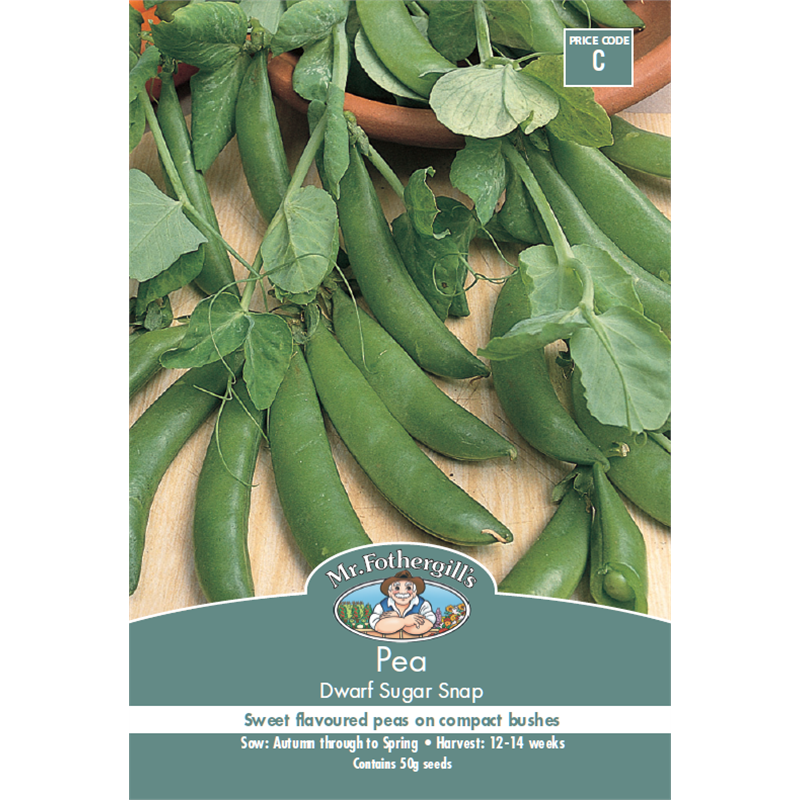 PRICE CODE
C
Mr.Fothergill's
Pea
Dwarf Sugar Snap
Sweet flavoured peas on compact bushes
Sow: Autumn through to Spring • Harvest: 12-14 weeks
Contains 50g seeds